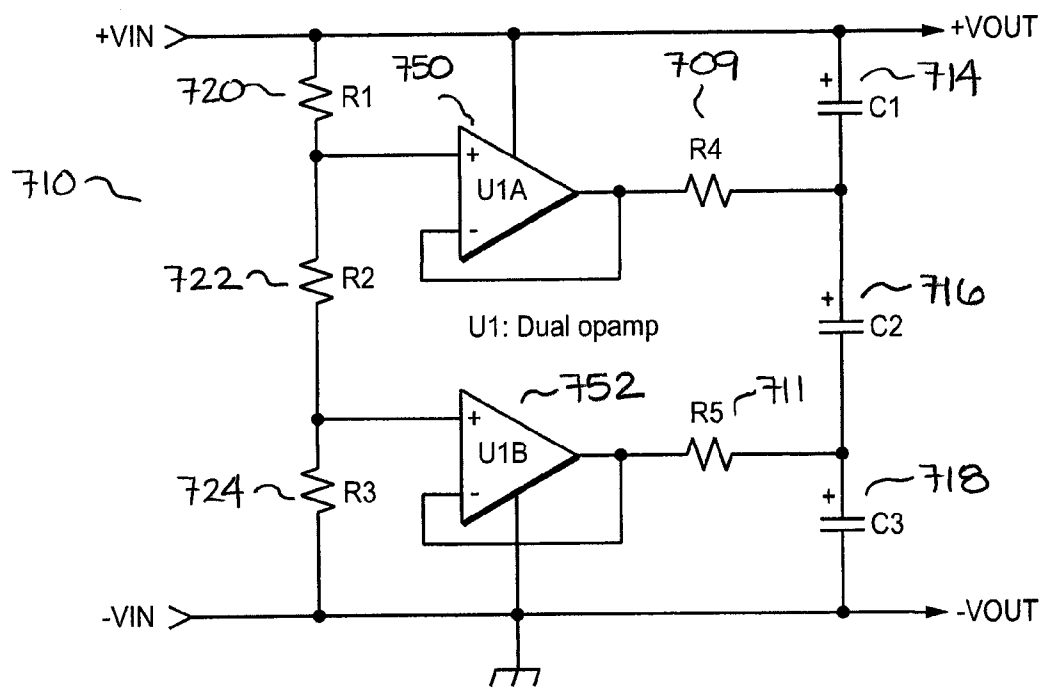 +VIN
+VOUT
750
709
714
720
R1
+
C1
R4
+
U1A
-
710
722
R2
+
716
C2
U1: Dual opamp
752
711
R5
+
U1B
-
724
R3
718
+
C3
-VIN
-VOUT